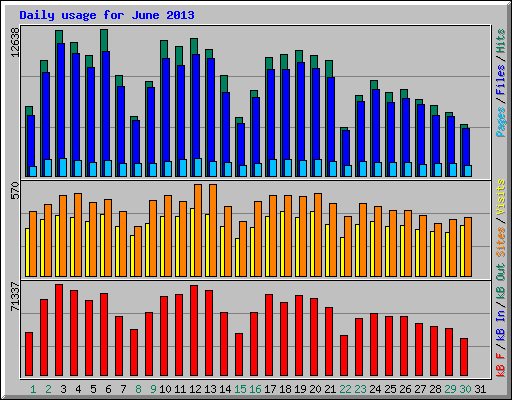 Daily usage for June 2013
12638
570
71337
Pages / Files / Hits
Sites / Visits
kB F / kB In / kB Out
1 2 3 4 5 6 7 8 9 10 11 12 13 14 15 16 17 18 19 20 21 22 23 24 25 26 27 28 29 30 31